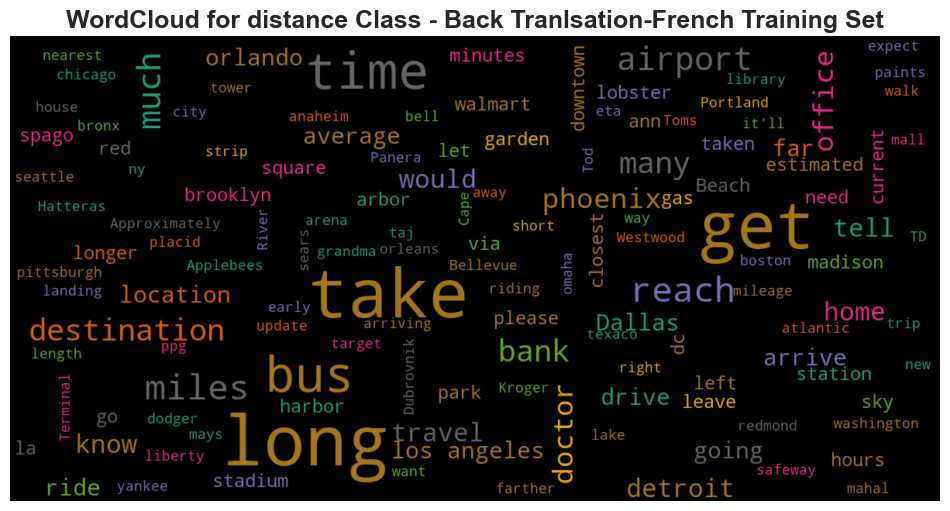 WordCloud for distance Class - Back Tranlsation-French Training Set
nearest
much
orlando
time
minutes
downtown
airport
office
expect
chicago
tower
library
paints
house
city
walmart
lobster
eta
Portland
walk
bronx
anaheim
bell
ann
Toms
it'll
spago
average
garden
mall
red
strip
let
Panera
Tod
taken
far
current
seattle
ny
square
would
many
estimated
brooklyn
away
phoenix
gas
Beach
need
Hatteras
arbor
Cape
get
Approximately
River
arena
short
closest
way
tell
TD
placid
sears
taj
via
Westwood
longer
grandma
orleans
pittsburgh
Applebees
Bellevue
omaha
boston
madison
landing
location
take
riding
reach
mileage
early
home
destination
update
arriving
please
Dallas
texaco
dc
atlantic
trip
length
ppg
target
Dubrovnik
bank
arrive
new
Terminal
miles
bus
park
Kroger
right
left
station
go
dodger
harbor
doctor
drive
leave
sky
know
mays
long
travel
lake
redmond
washington
la
liberty
los angeles
going
hours
want
safeway
ride
yankee
stadium
farther
detroit
mahal